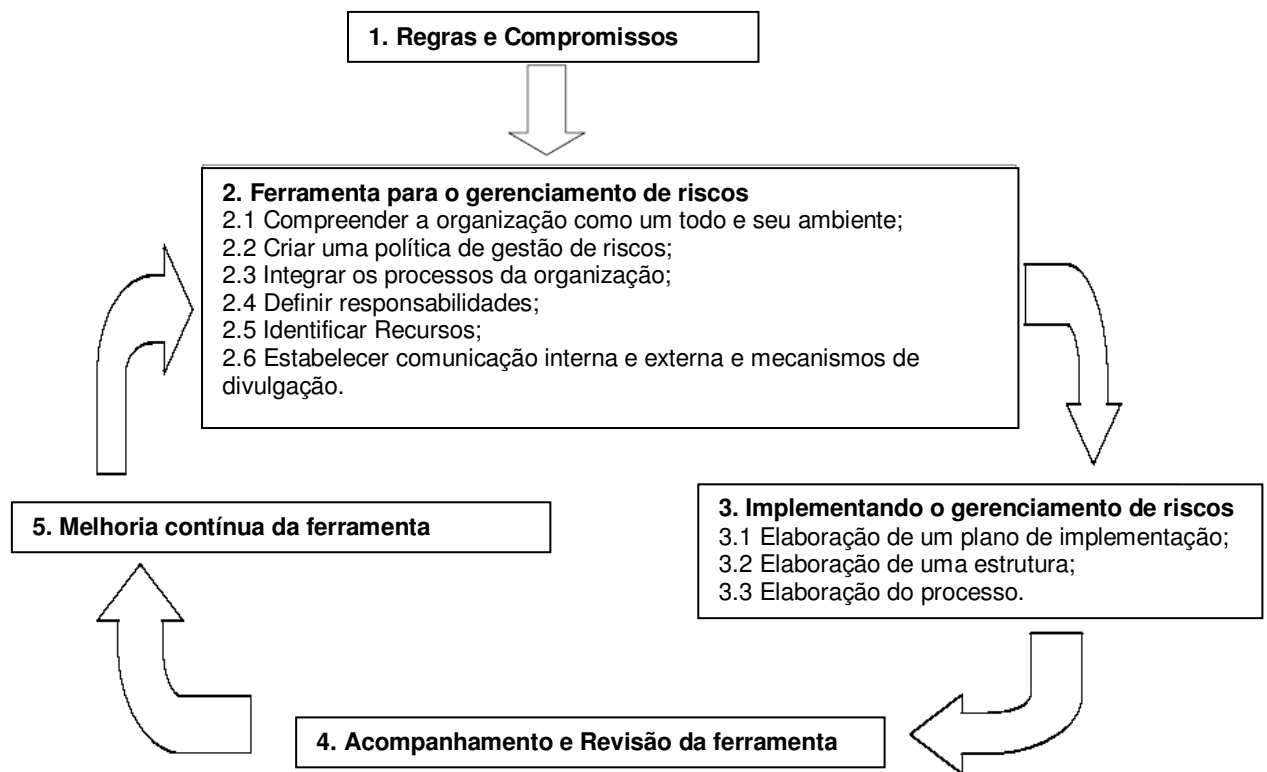 1. Regras e Compromissos
2. Ferramenta para o gerenciamento de riscos
2.1 Compreender a organização como um todo e seu ambiente;
2.2 Criar uma política de gestão de riscos;
2.3 Integrar os processos da organização;
2.4 Definir responsabilidades;
2.5 Identificar Recursos;
2.6 Estabelecer comunicação interna e externa e mecanismos de
divulgação.
3. Implementando o gerenciamento de riscos
3.1 Elaboração de um plano de implementação;
3.2 Elaboração de uma estrutura;
3.3 Elaboração do processo.
5. Melhoria contínua da ferramenta
4. Acompanhamento e Revisão da ferramenta